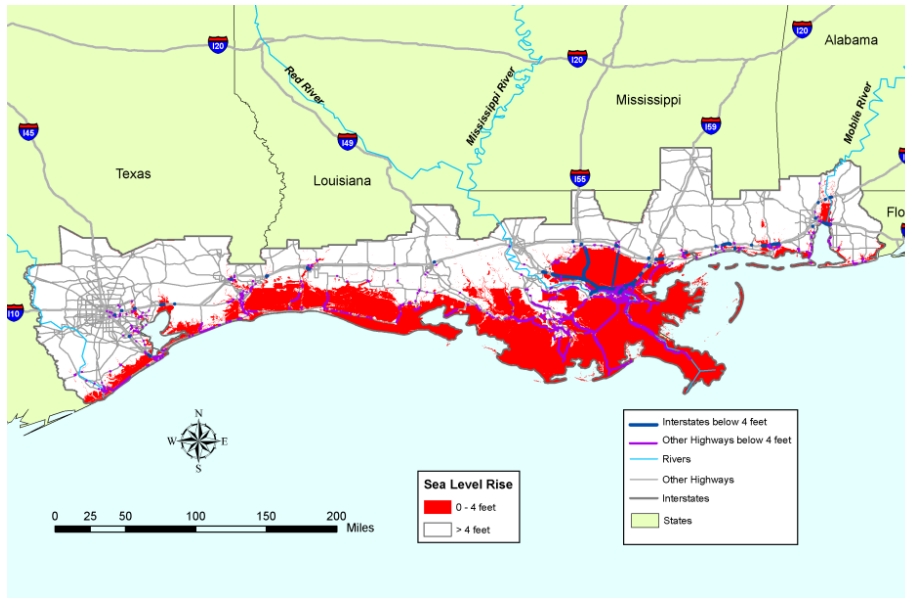 I20
I20
I20
Alabama
Red River
Mississippi River
Mississippi
Mobile River
I45
I49
I59
Texas
Louisiana
I55
Flo
I10
N
W
E
S
Interstates below 4 feet
Other Highways below 4 feet
Rivers
Other Highways
Interstates
States
Sea Level Rise
0 - 4 feet
> 4 feet
0 25 50 100 150 200
Miles